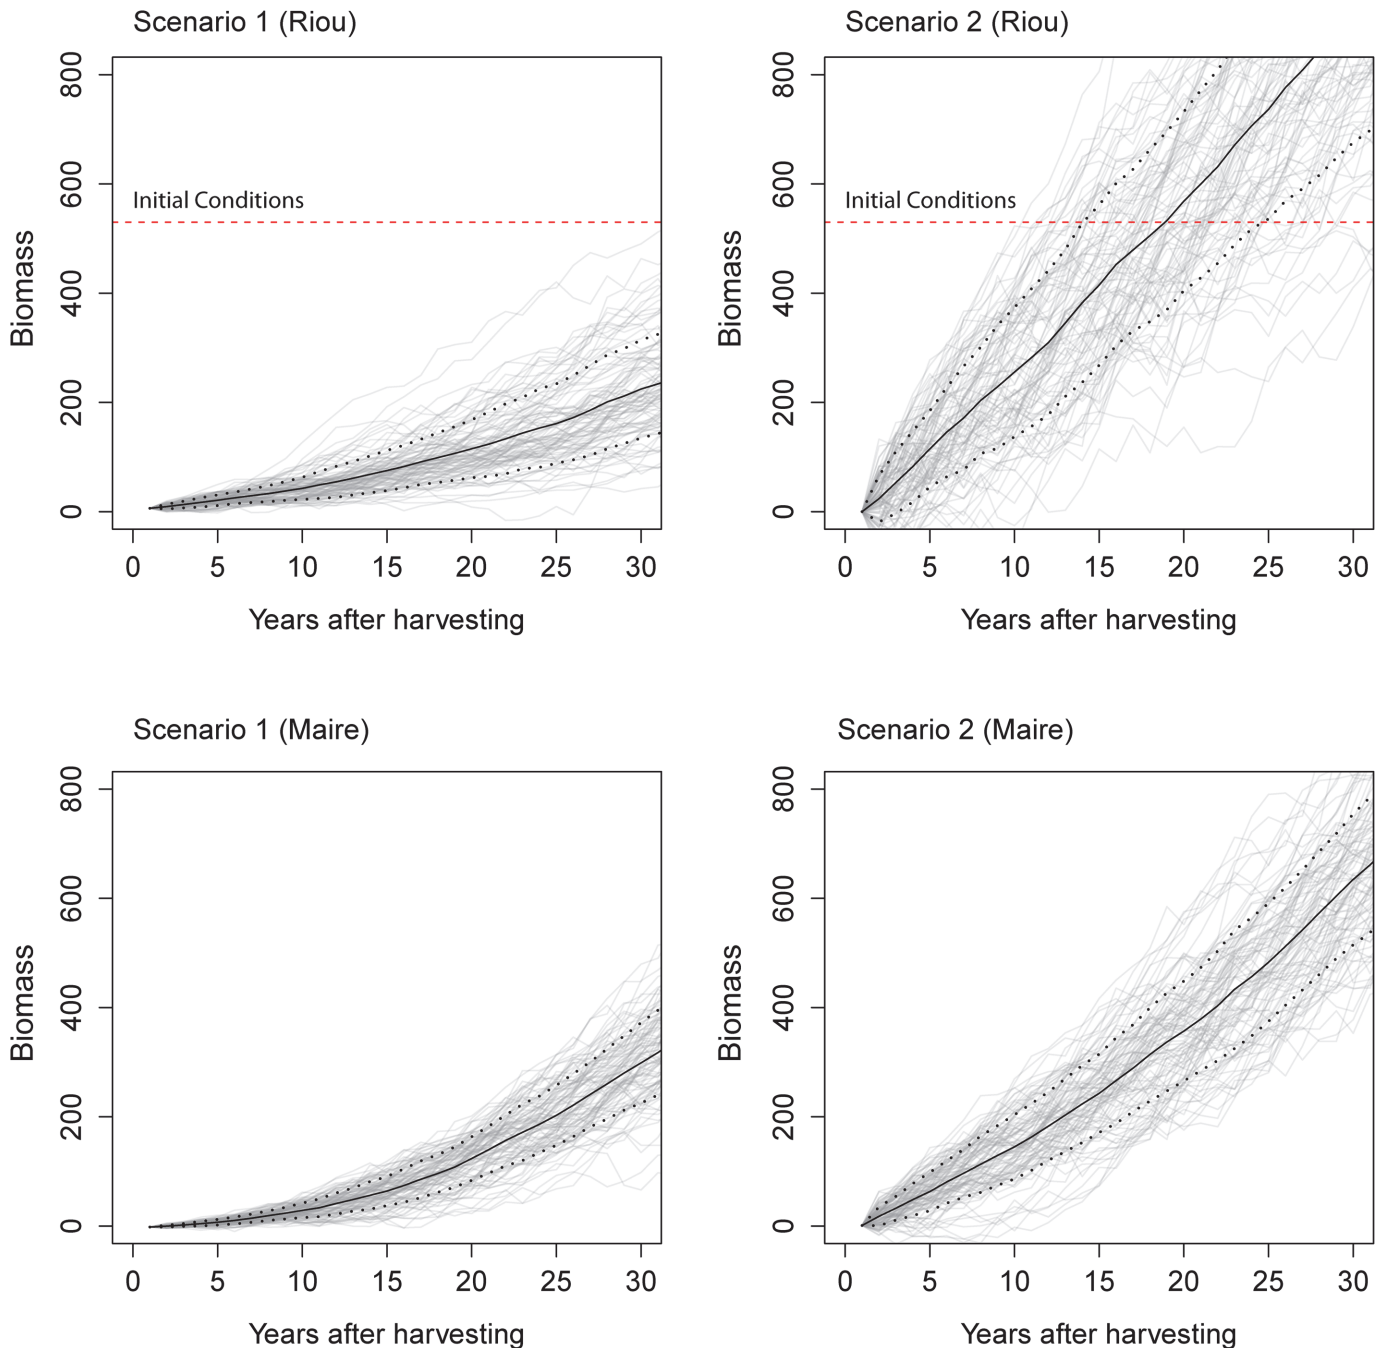 Scenario 1 (Riou)
Scenario 2 (Riou)
800
600
400
200
0
Biomass
Initial Conditions
0 5 10 15 20 25 30
Years after harvesting
800
600
400
200
0
Biomass
Initial Conditions
0 5 10 15 20 25 30
Years after harvesting
Scenario 1 (Maire)
Scenario 2 (Maire)
800
600
400
200
0
Biomass
0 5 10 15 20 25 30
Years after harvesting
800
600
400
200
0
Biomass
0 5 10 15 20 25 30
Years after harvesting